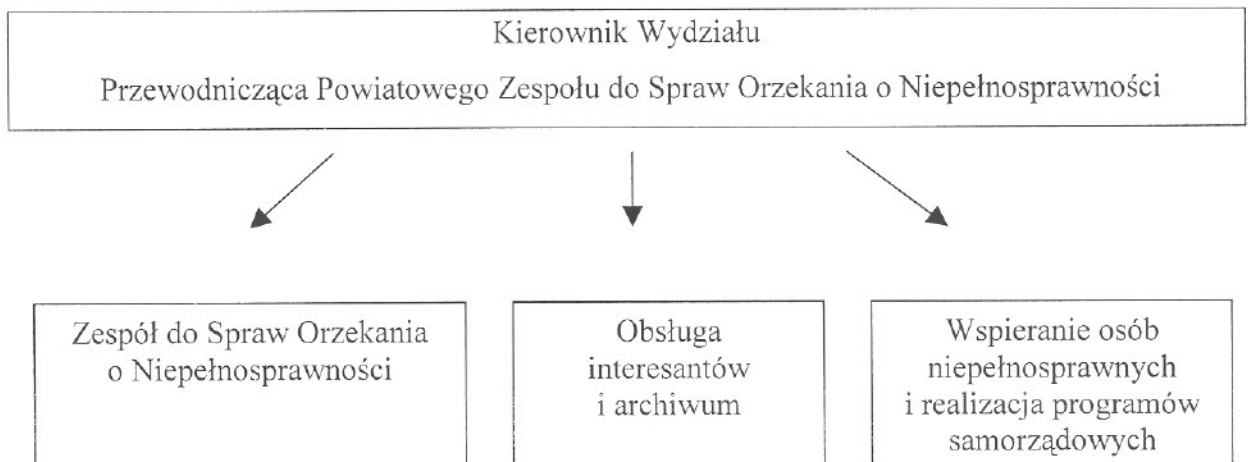 Kierownik Wydziału
Przewodnicząca Powiatowego Zespołu do Spraw Orzekania o Niepełnosprawności
Zespół do Spraw Orzekania
o Niepełnosprawności
Obsługa
interesantów
i archiwum
Wspieranie osób
niepełnosprawnych
i realizacja programów
samorządowych